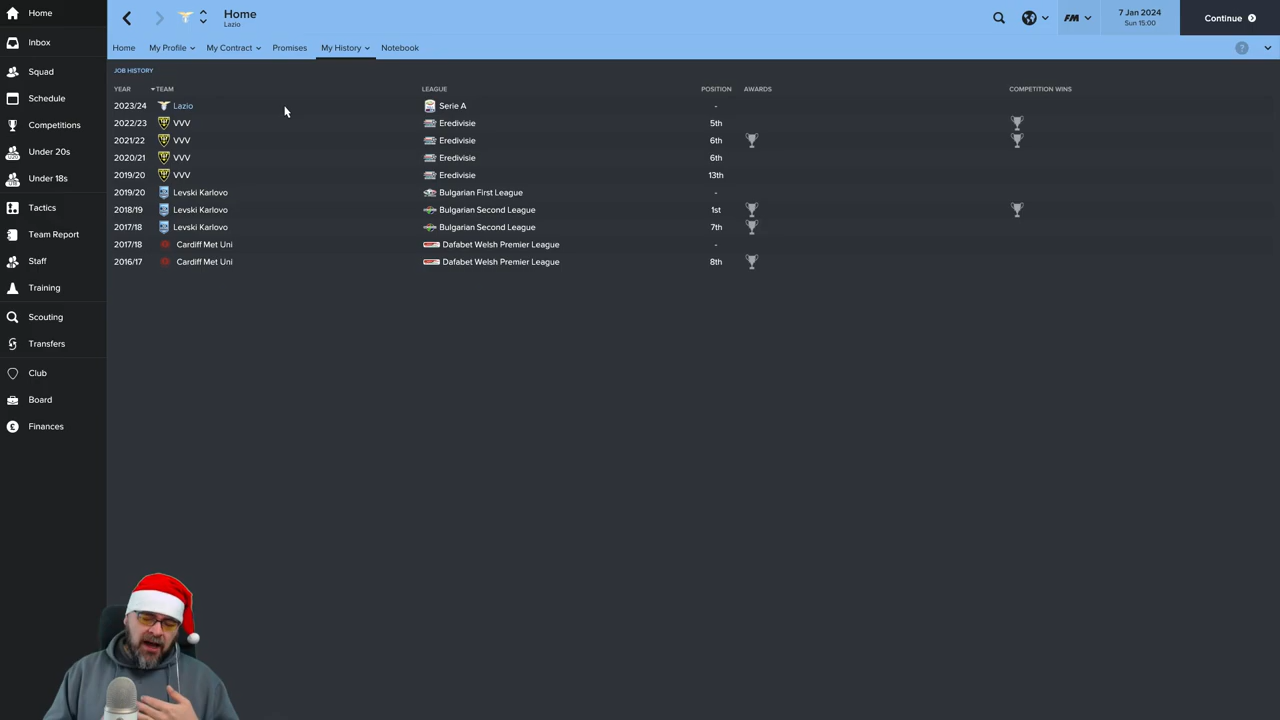 Home
Home
Lazio
FM
7 Jan 2024
Sun 15:00
Continue
Home My Profile My Contract Promises My History Notebook ?
Inbox
Squad
Schedule
Competitions
Under 20s
Under 18s
Tactics
Team Report
Staff
Training
Scouting
Transfers
Club
Board
Finances
JOB HISTORY
YEAR TEAM LEAGUE POSITION AWARDS COMPETITION WINS
2023/24 Lazio Serie A -
2022/23 VVV Eredivisie 5th
2021/22 VVV Eredivisie 6th
2020/21 VVV Eredivisie 6th
2019/20 VVV Eredivisie 13th
2019/20 Levski Karlovo Bulgarian First League -
2018/19 Levski Karlovo Bulgarian Second League 1st
2017/18 Levski Karlovo Bulgarian Second League 7th
2017/18 Cardiff Met Uni Dafabet Welsh Premier League -
2016/17 Cardiff Met Uni Dafabet Welsh Premier League 8th